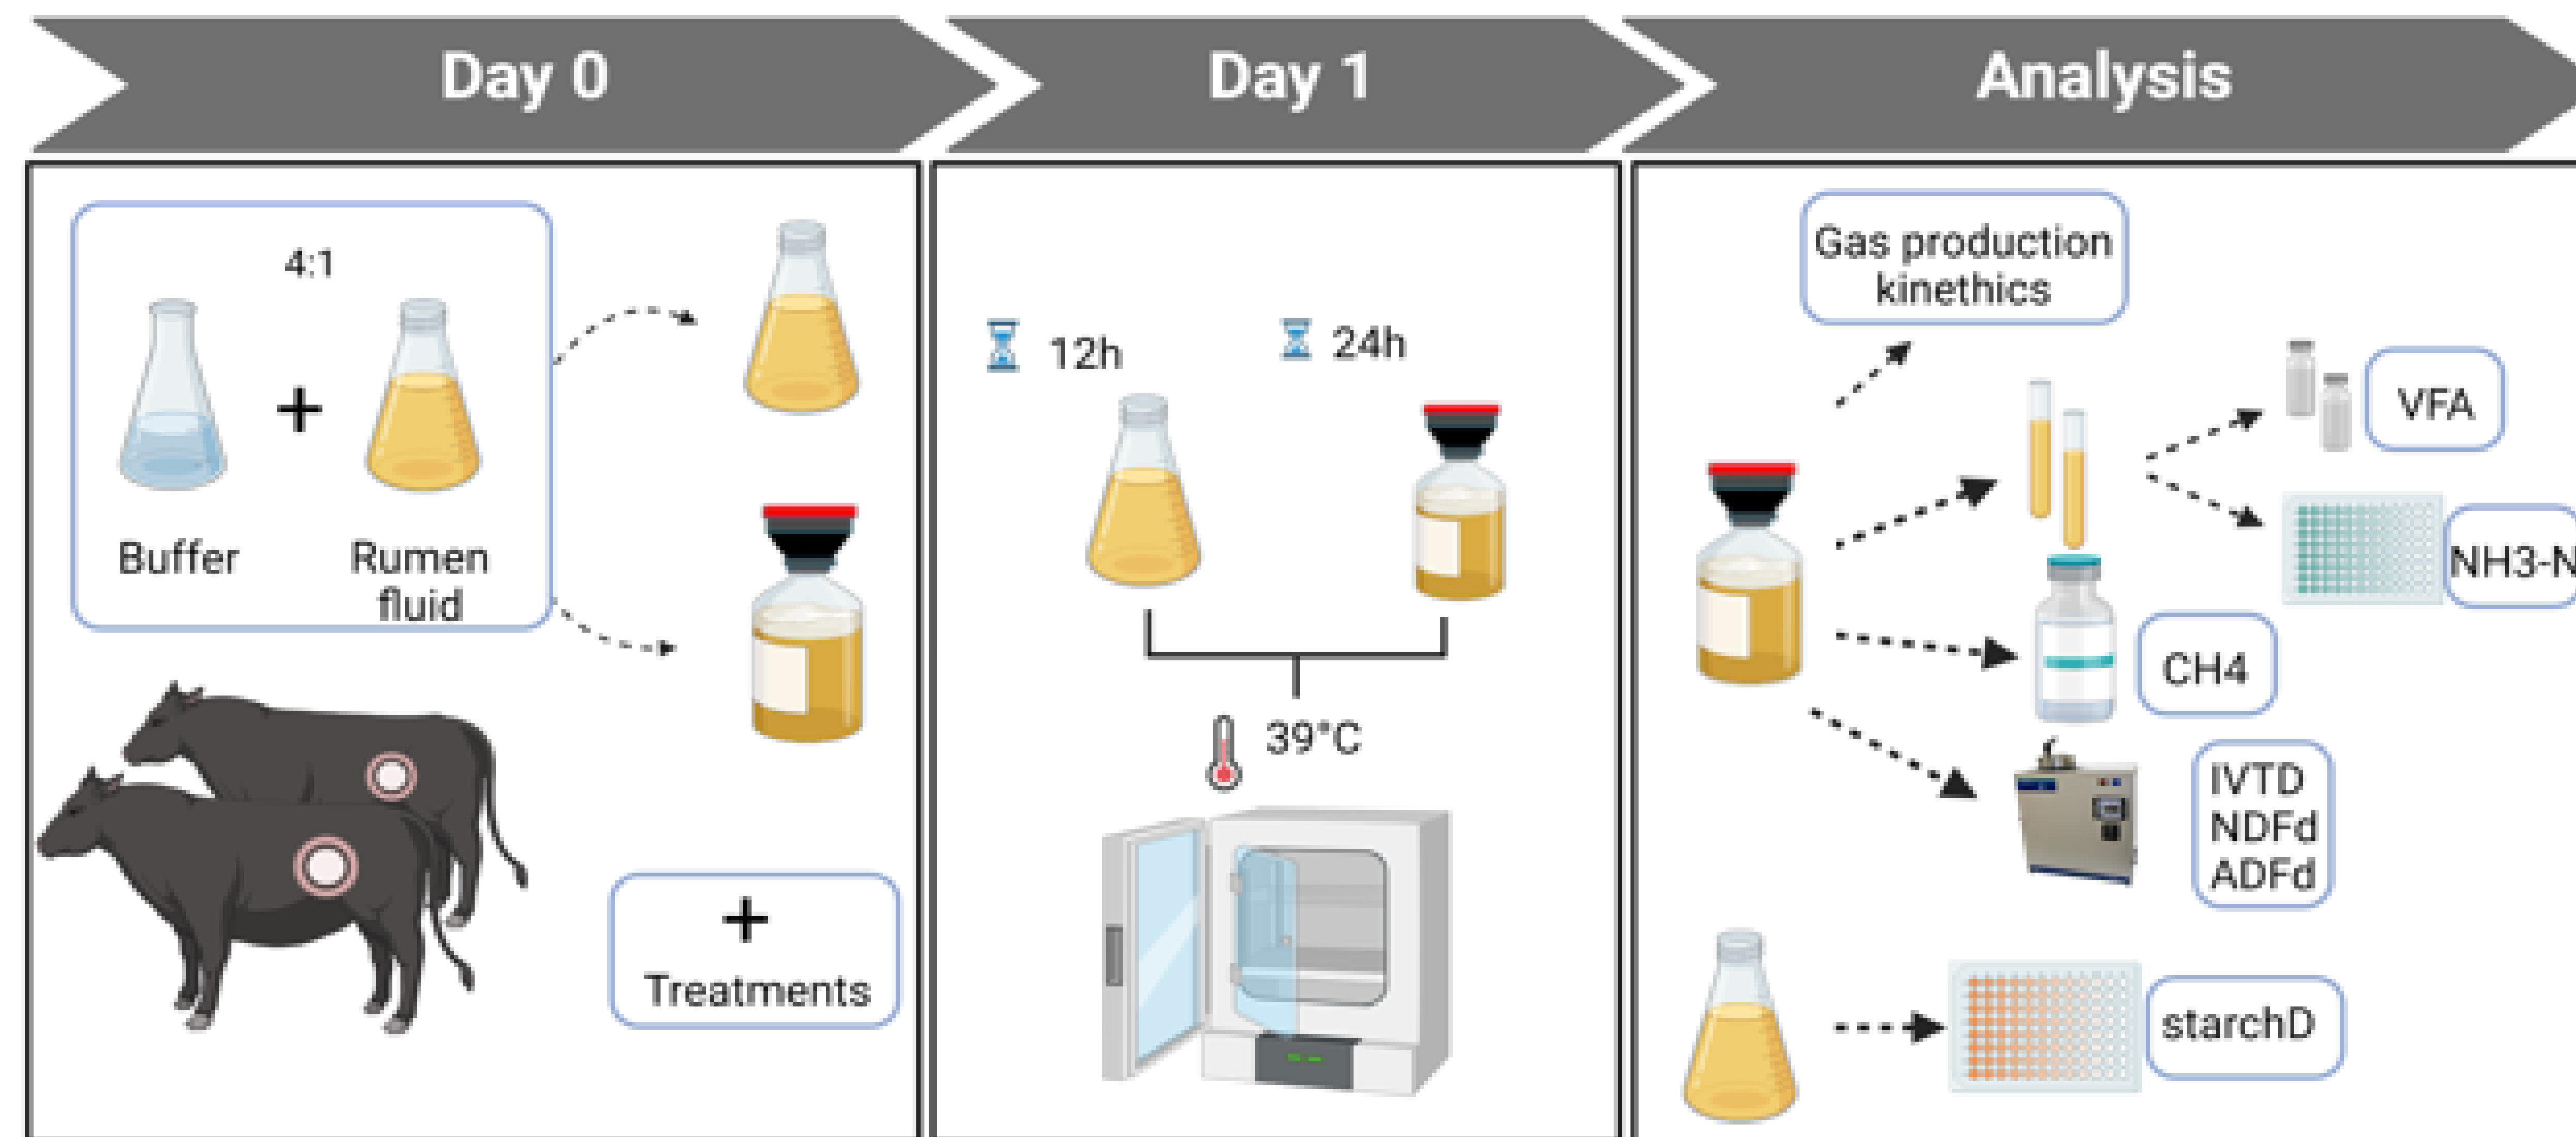 Day 0
Day 1
Analysis
4:1
Buffer
Rumen
fluid
+
+
Treatments
12h
24h
39°C
Gas production
kinethics
VFA
NH3-N
CH4
IVTD
NDFd
ADFd
starchD